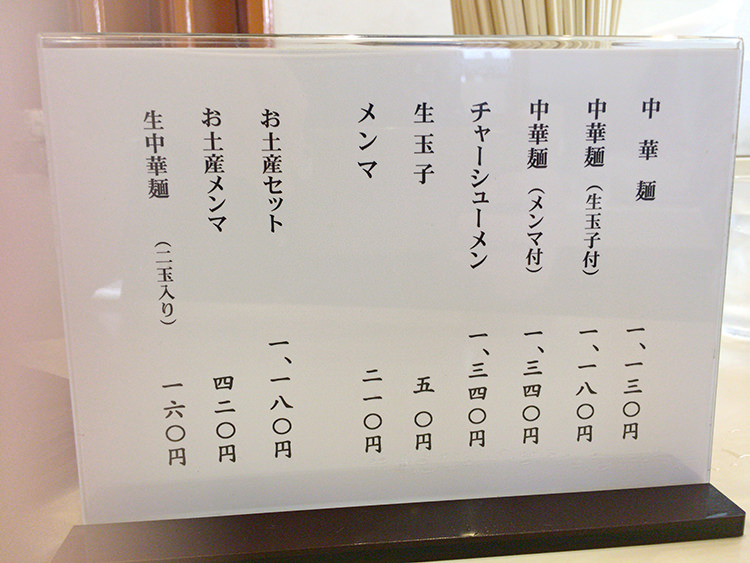 中華麺 一、一三〇円
中華麺（生玉子付） 一、一八〇円
中華麺（メンマ付） 一、三四〇円
チャーシューメン 一、三四〇円
生玉子 五〇円
メンマ 二一〇円
お土産セット 一、一八〇円
お土産メンマ 四二〇円
生中華麺（二玉入り） 一六〇円